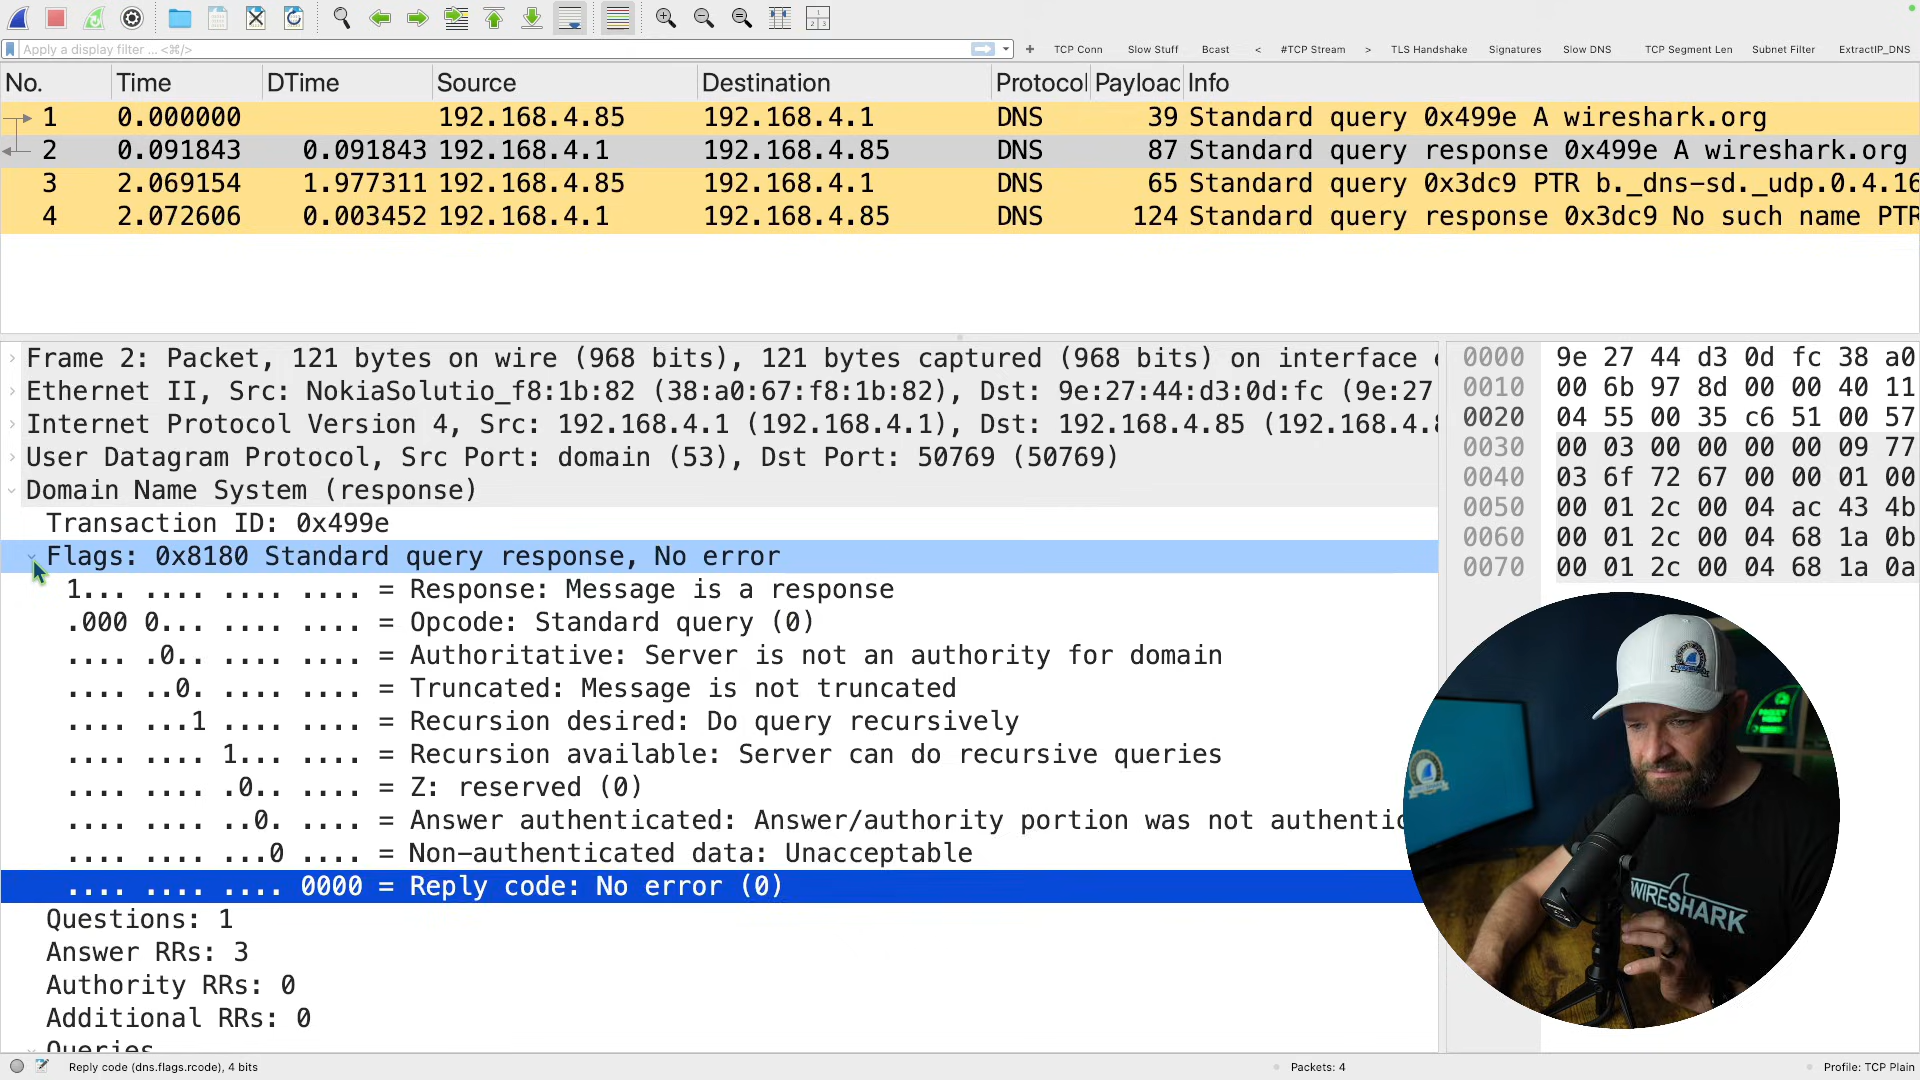 Apply a display filter ... <⌘/>
+ TCP Conn Slow Stuff Bcast < #TCP Stream > TLS Handshake Signatures Slow DNS TCP Segment Len Subnet Filter ExtractIP_DNS
No. Time DTime Source Destination Protocol Payload Info
1 0.000000 192.168.4.85 192.168.4.1 DNS 39 Standard query 0x499e A wireshark.org
2 0.091843 0.091843 192.168.4.1 192.168.4.85 DNS 87 Standard query response 0x499e A wireshark.org
3 2.069154 1.977311 192.168.4.85 192.168.4.1 DNS 65 Standard query 0x3dc9 PTR b._dns-sd._udp.0.4.16
4 2.072606 0.003452 192.168.4.1 192.168.4.85 DNS 124 Standard query response 0x3dc9 No such name PTR
Frame 2: Packet, 121 bytes on wire (968 bits), 121 bytes captured (968 bits) on interface
Ethernet II, Src: NokiaSolutio_f8:1b:82 (38:a0:67:f8:1b:82), Dst: 9e:27:44:d3:0d:fc (9e:27
Internet Protocol Version 4, Src: 192.168.4.1 (192.168.4.1), Dst: 192.168.4.85 (192.168.4.8
User Datagram Protocol, Src Port: domain (53), Dst Port: 50769 (50769)
Domain Name System (response)
Transaction ID: 0x499e
Flags: 0x8180 Standard query response, No error
1... .... .... .... = Response: Message is a response
.000 0... .... .... = Opcode: Standard query (0)
.... .0.. .... .... = Authoritative: Server is not an authority for domain
.... ..0. .... .... = Truncated: Message is not truncated
.... ...1 .... .... = Recursion desired: Do query recursively
.... .... 1... .... = Recursion available: Server can do recursive queries
.... .... .0.. .... = Z: reserved (0)
.... .... ..0. .... = Answer authenticated: Answer/authority portion was not authentic
.... .... ...0 .... = Non-authenticated data: Unacceptable
.... .... .... 0000 = Reply code: No error (0)
Questions: 1
Answer RRs: 3
Authority RRs: 0
Additional RRs: 0
Queries
0000 9e 27 44 d3 0d fc 38 a0
0010 00 6b 97 8d 00 00 40 11
0020 04 55 00 35 c6 51 00 57
0030 00 03 00 00 00 00 09 77
0040 03 6f 72 67 00 00 01 00
0050 00 01 2c 00 04 ac 43 4b
0060 00 01 2c 00 04 68 1a 0b
0070 00 01 2c 00 04 68 1a 0a
WIRESHARK
Reply code (dns.flags.rcode), 4 bits
Packets: 4
Profile: TCP Plain